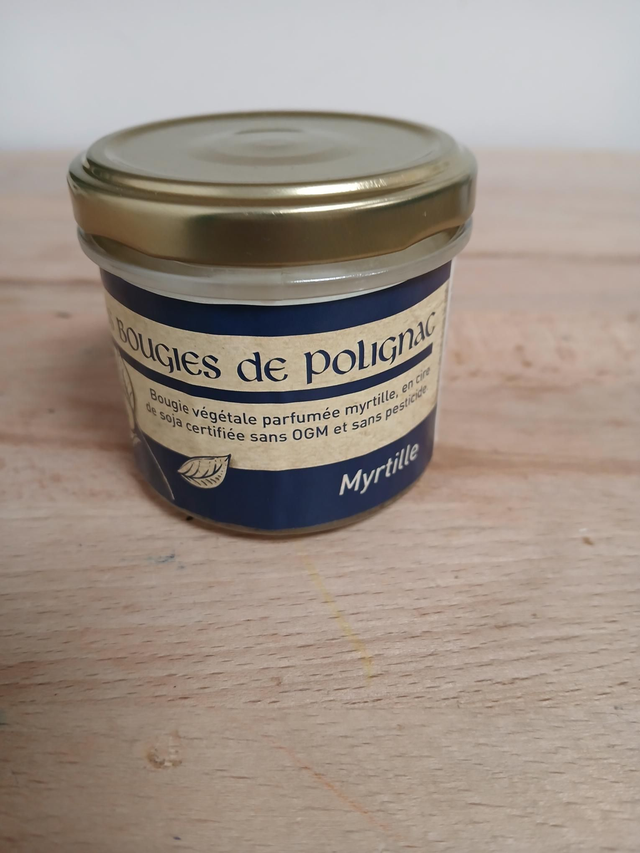 BOUGIES de POLIGNAC
Bougie végétale parfumée myrtille, en cire
de soja certifiée sans OGM et sans pesticide
Myrtille